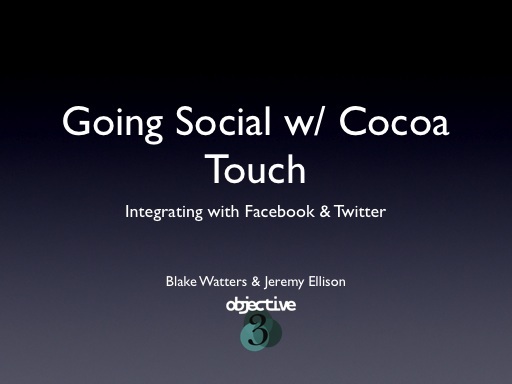 Going Social w/ Cocoa
Touch
Integrating with Facebook & Twitter
Blake Watters & Jeremy Ellison
objective
3